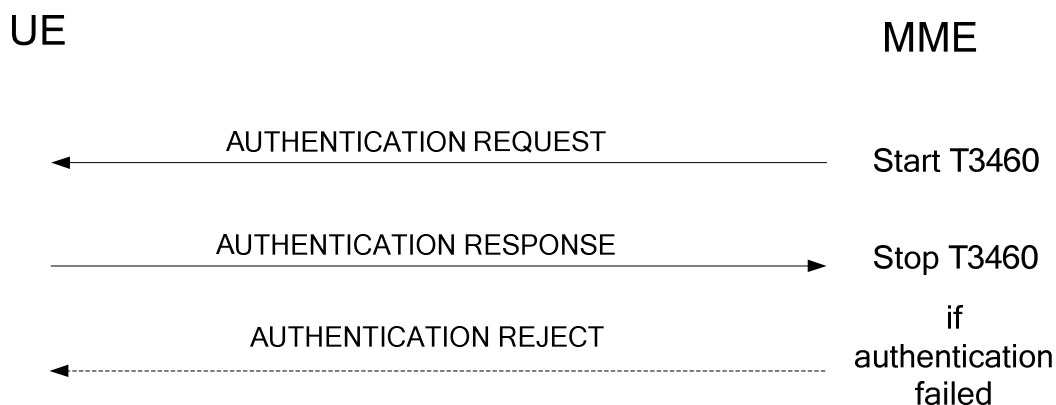 UE
MME
AUTHENTICATION REQUEST
Start T3460
AUTHENTICATION RESPONSE
Stop T3460
AUTHENTICATION REJECT
if
authentication
failed